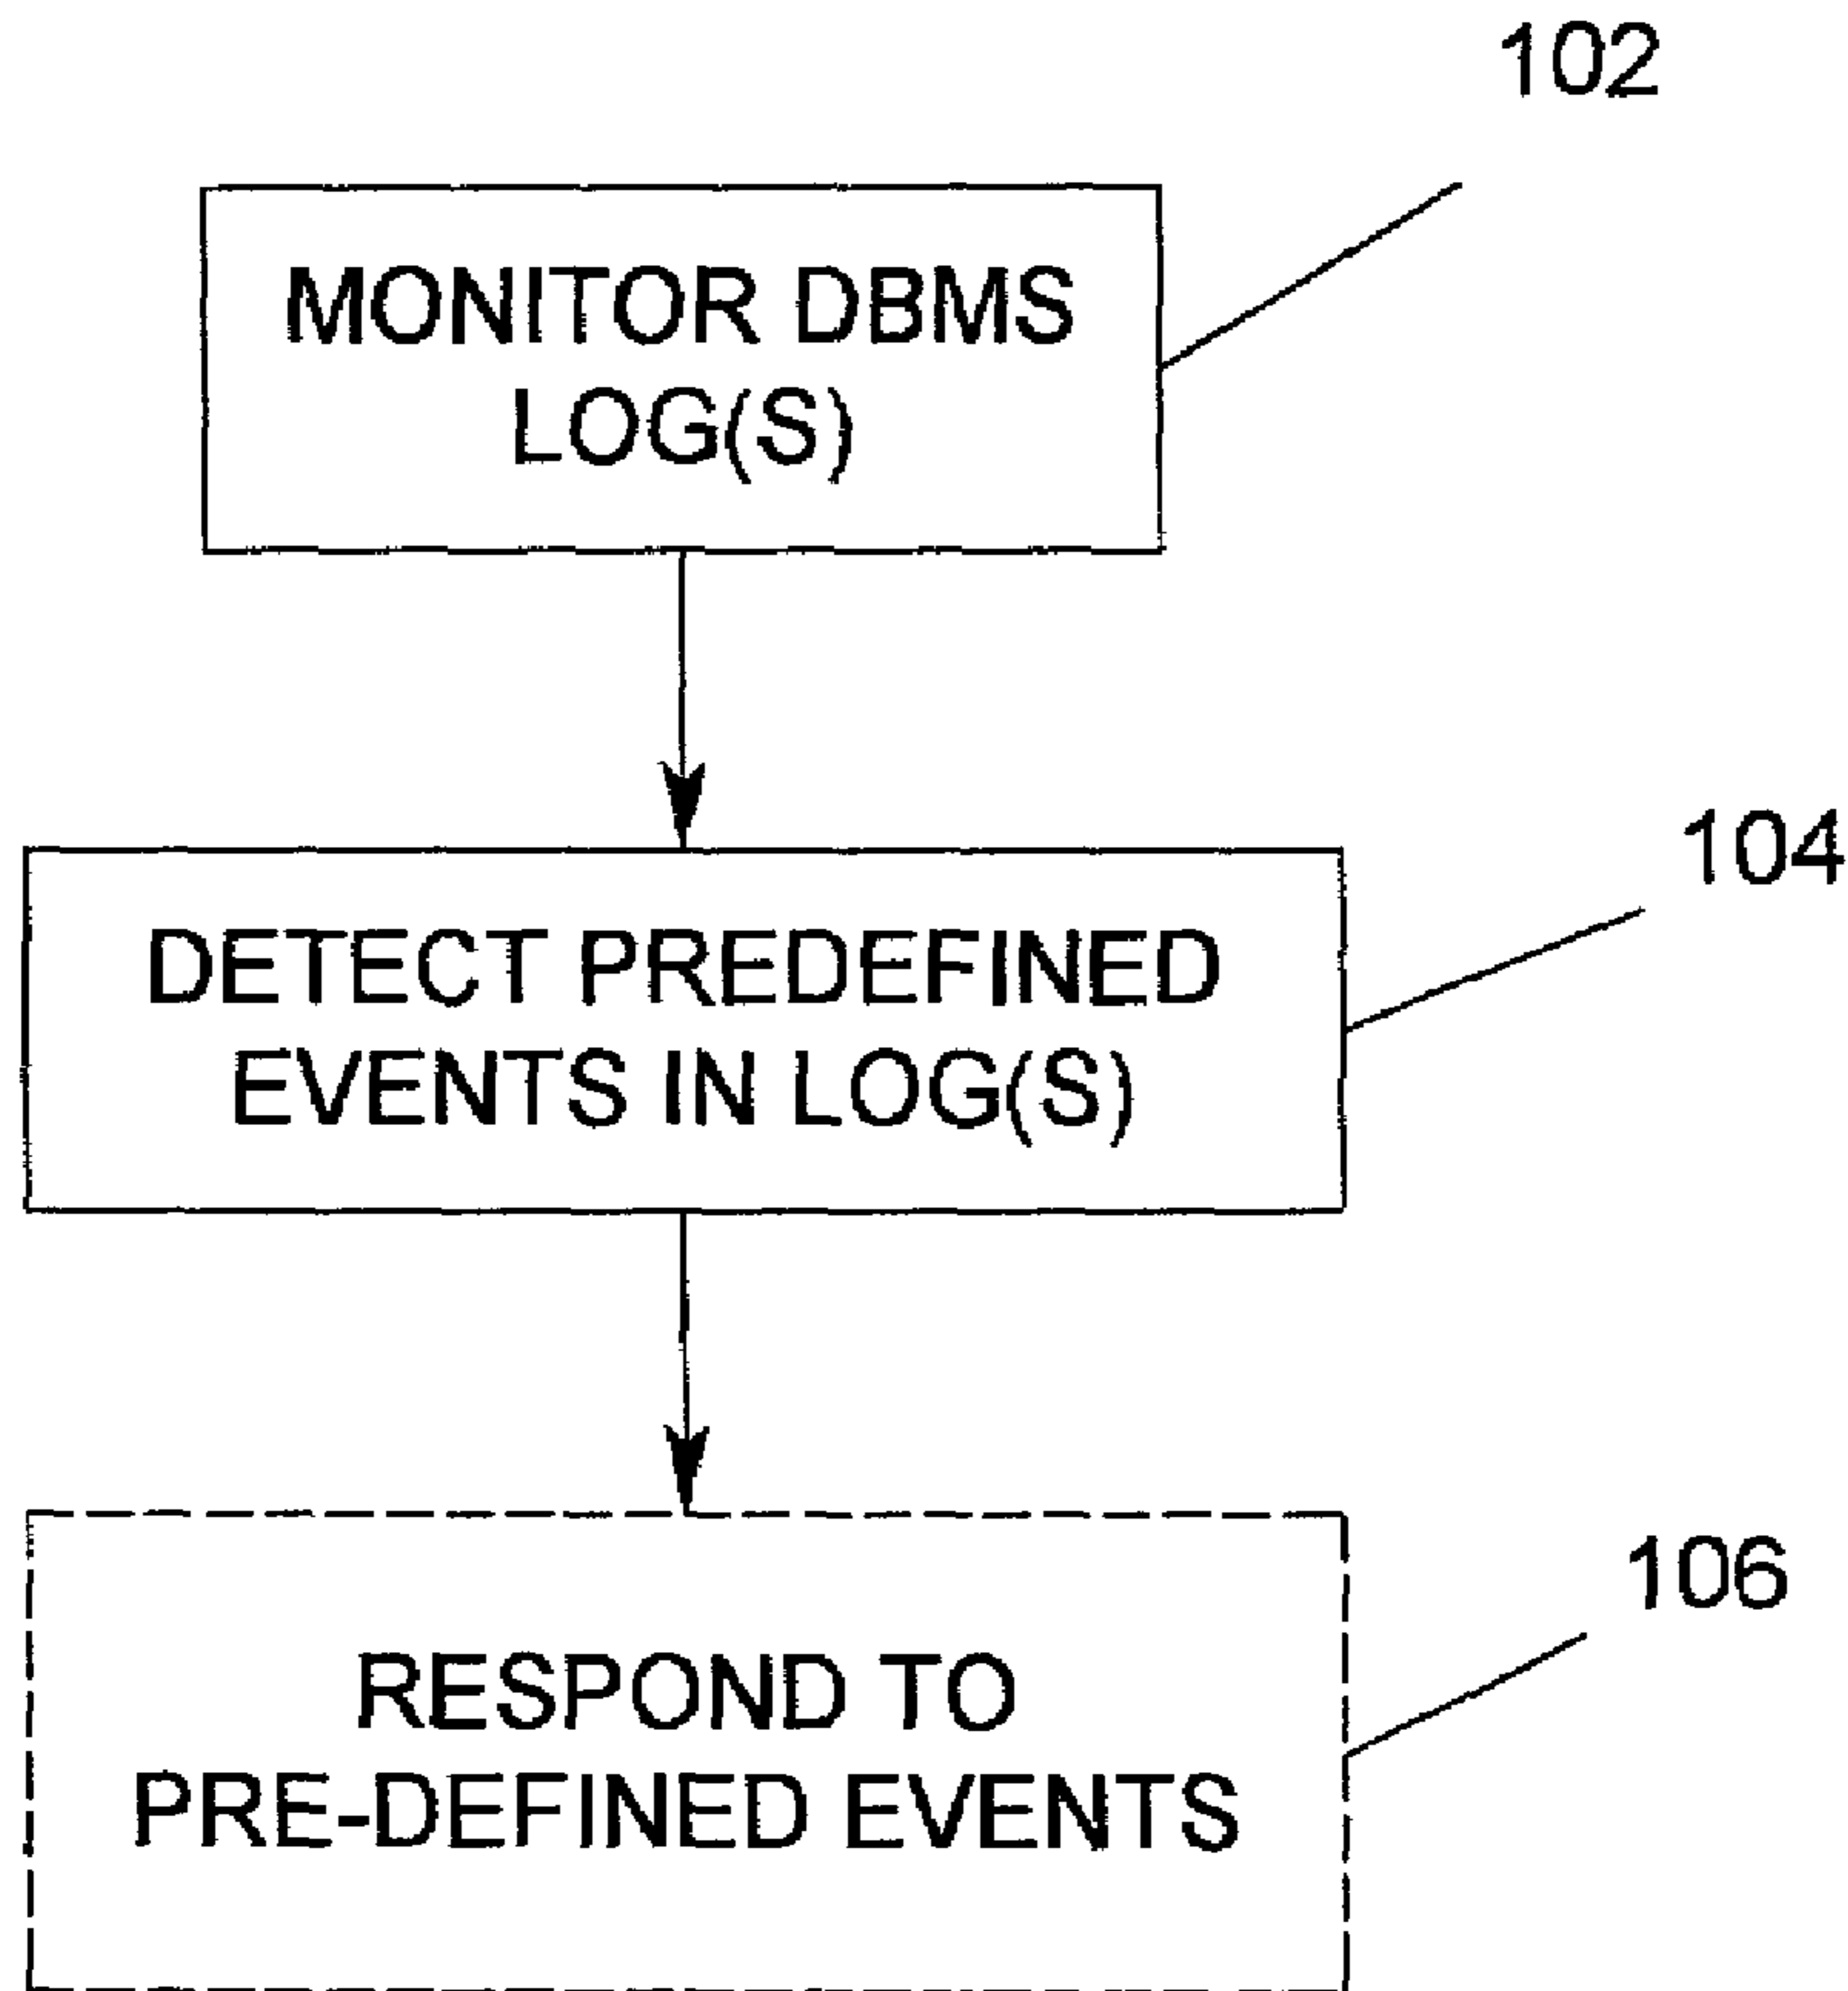 102
MONITOR DBMS
LOG(S)
104
DETECT PREDEFINED
EVENTS IN LOG(S)
106
RESPOND TO
PRE-DEFINED EVENTS